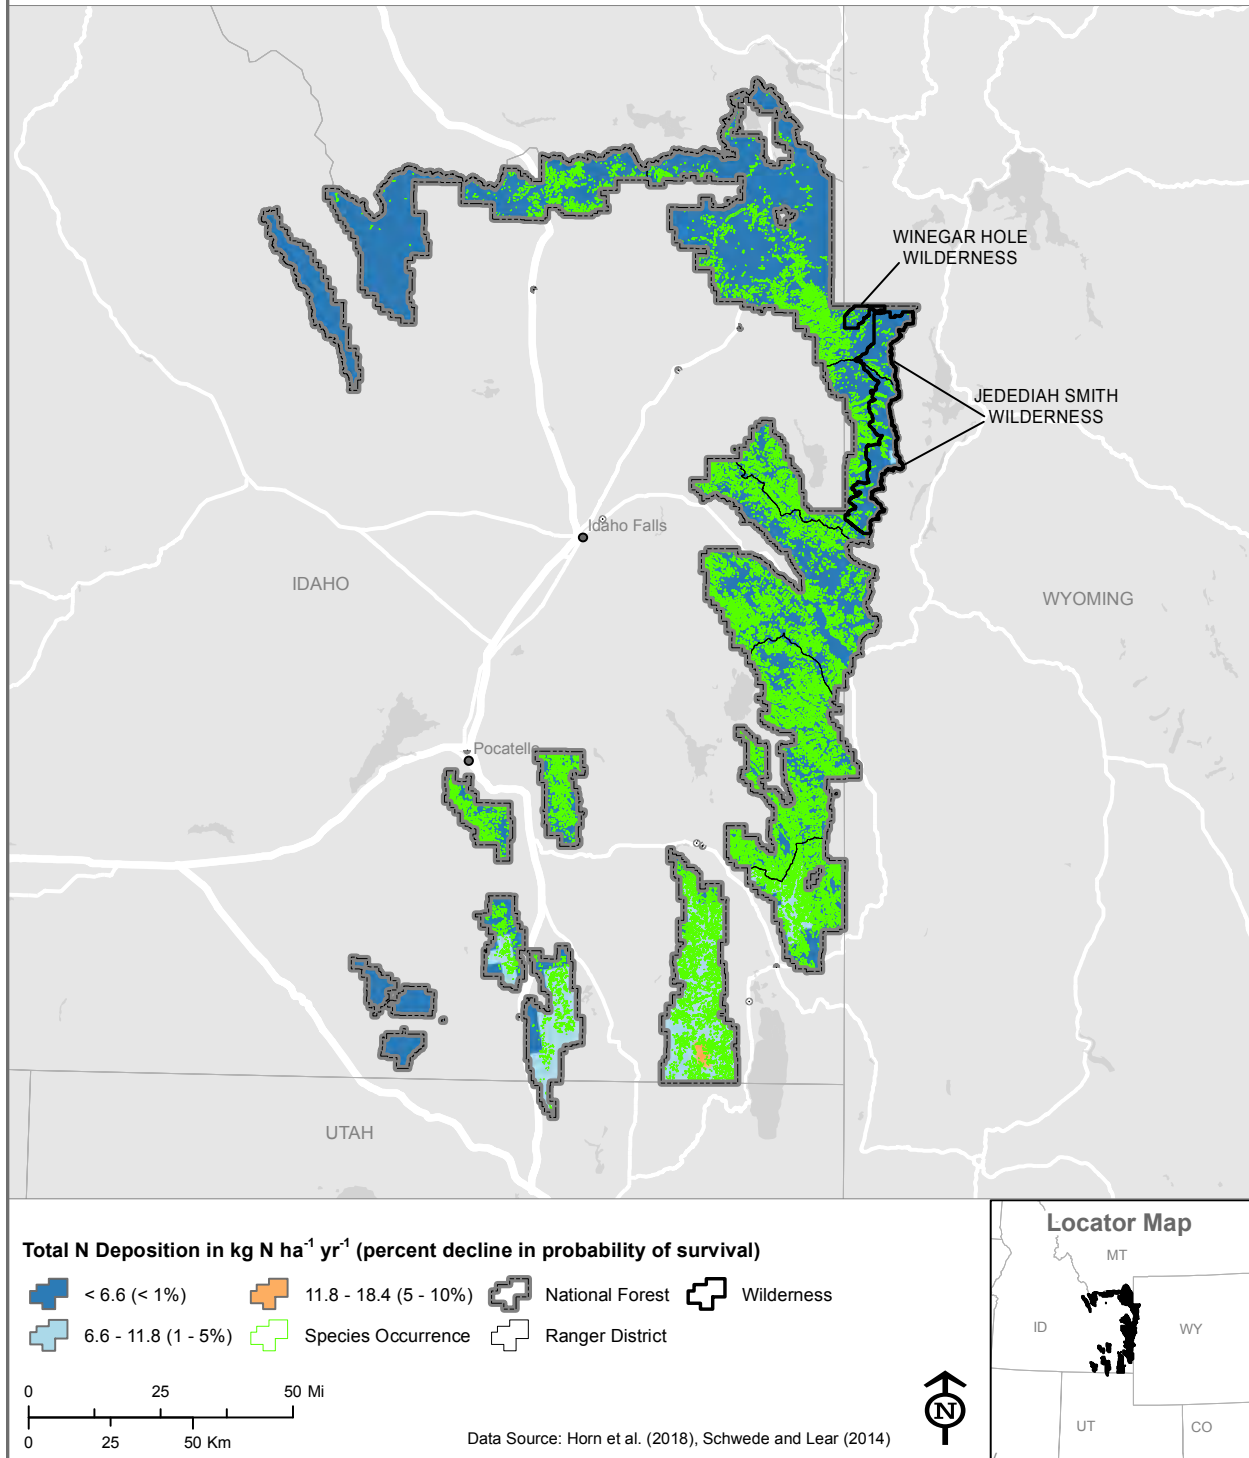 WINEGAR HOLE
WILDERNESS
JEDEDIAH SMITH
WILDERNESS
Idaho Falls
IDAHO
WYOMING
Pocatello
UTAH
Total N Deposition in kg N ha-1 yr-1 (percent decline in probability of survival)
< 6.6 (< 1%)
11.8 - 18.4 (5 - 10%)
National Forest
Wilderness
6.6 - 11.8 (1 - 5%)
Species Occurrence
Ranger District
0 25 50 Mi
0 25 50 Km
Data Source: Horn et al. (2018), Schwede and Lear (2014)
N
Locator Map
MT
ID
WY
UT
CO